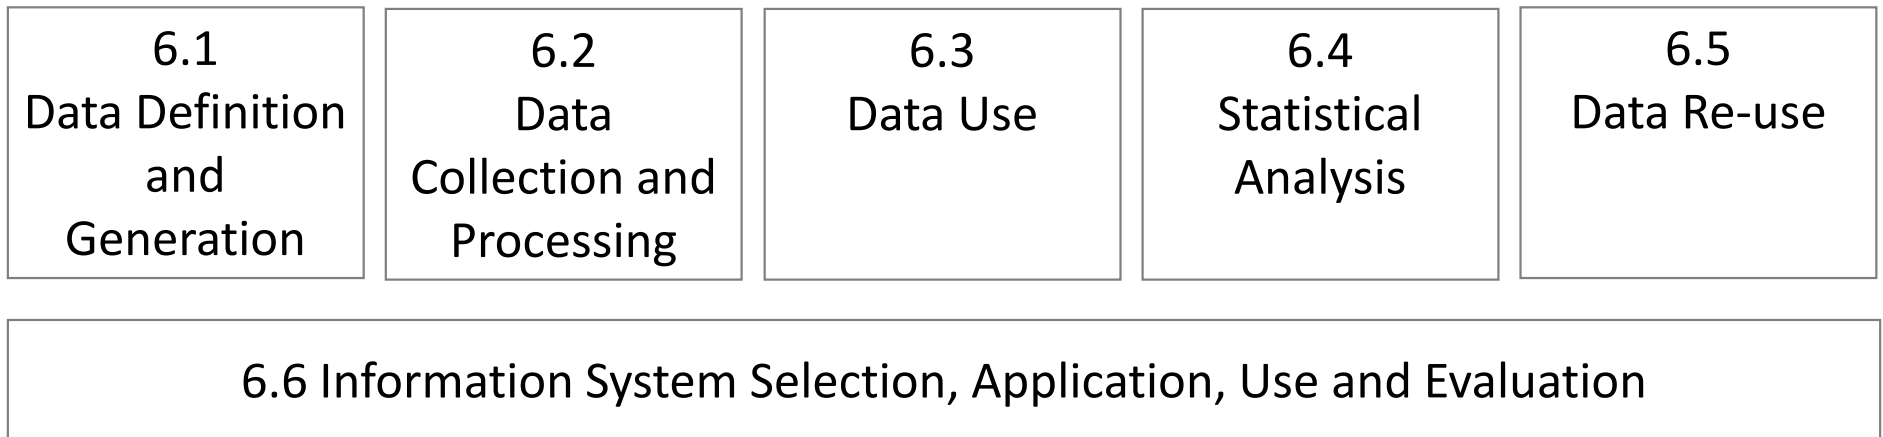 6.1
Data Definition
and
Generation
6.2
Data
Collection and
Processing
6.3
Data Use
6.4
Statistical
Analysis
6.5
Data Re-use
6.6 Information System Selection, Application, Use and Evaluation